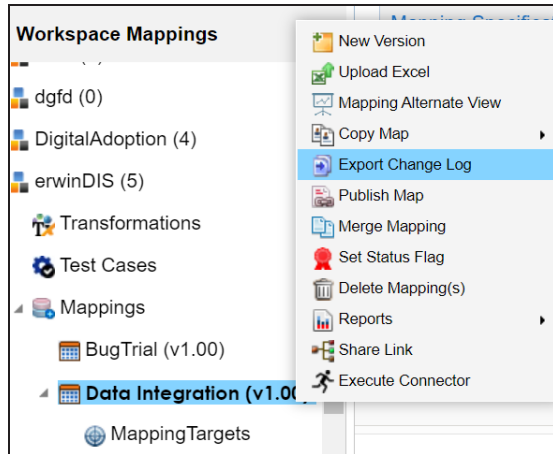 Workspace Mappings
dgfd (0)
DigitalAdoption (4)
erwinDIS (5)
Transformations
Test Cases
Mappings
BugTrial (v1.00)
Data Integration (v1.00)
MappingTargets
New Version
Upload Excel
Mapping Alternate View
Copy Map
Export Change Log
Publish Map
Merge Mapping
Set Status Flag
Delete Mapping(s)
Reports
Share Link
Execute Connector